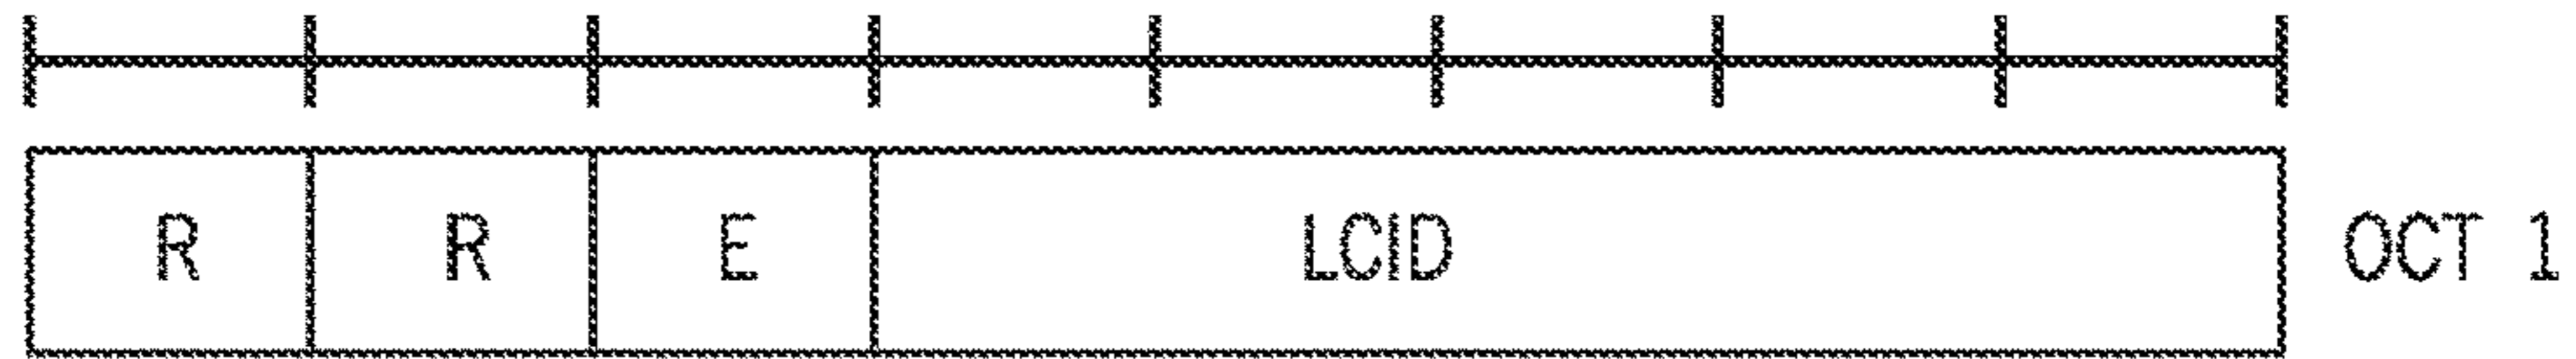 R R E LCID OCT 1